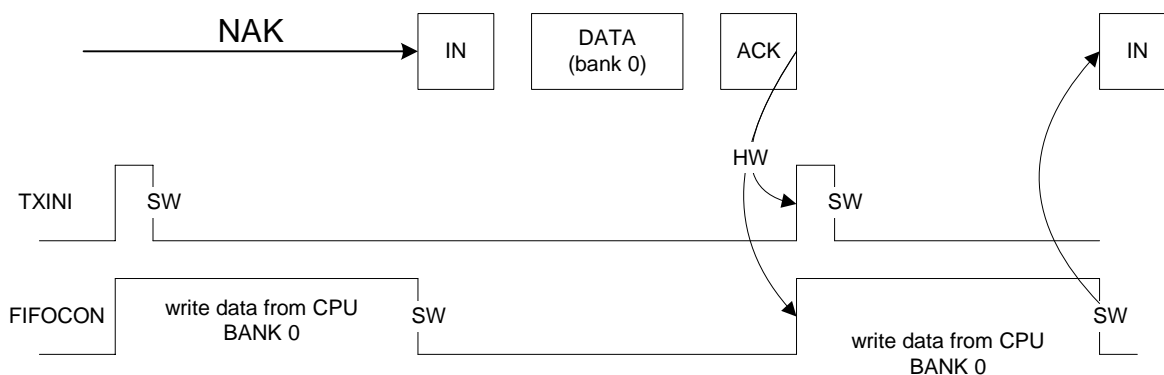 NAK
IN
DATA
(bank 0)
ACK
IN
HW
TXINI
SW
SW
FIFOCON
write data from CPU
BANK 0
SW
write data from CPU
BANK 0
SW